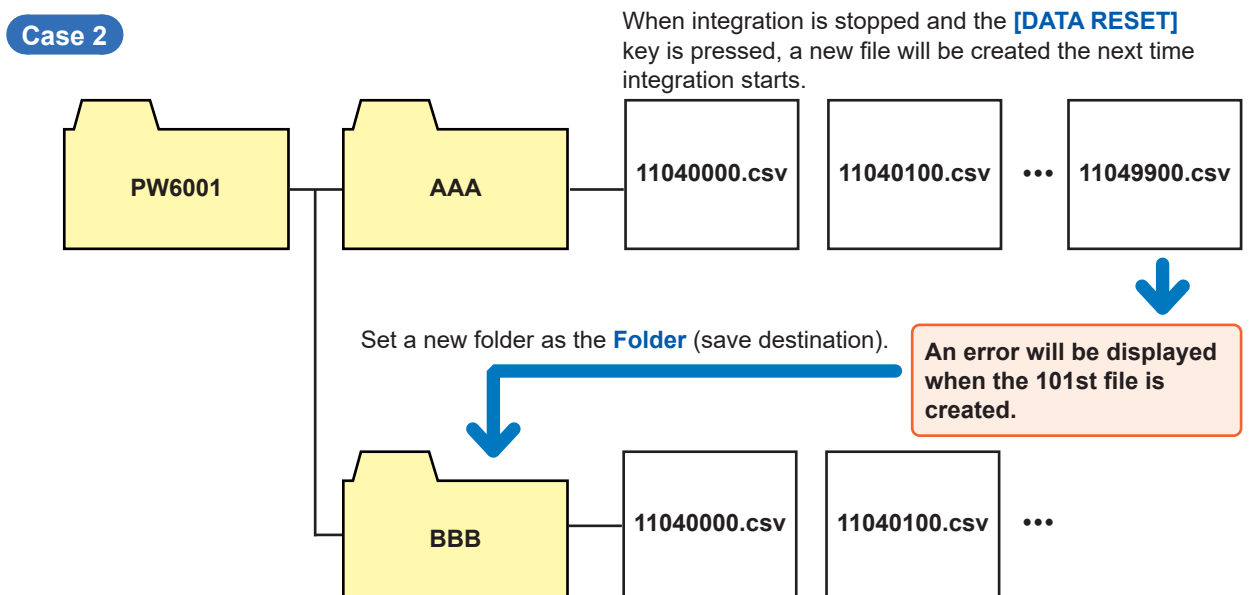 Case 2
When integration is stopped and the [DATA RESET]
key is pressed, a new file will be created the next time
integration starts.
PW6001
AAA
11040000.csv
11040100.csv
•••
11049900.csv
Set a new folder as the Folder (save destination).
An error will be displayed
when the 101st file is
created.
BBB
11040000.csv
11040100.csv
•••